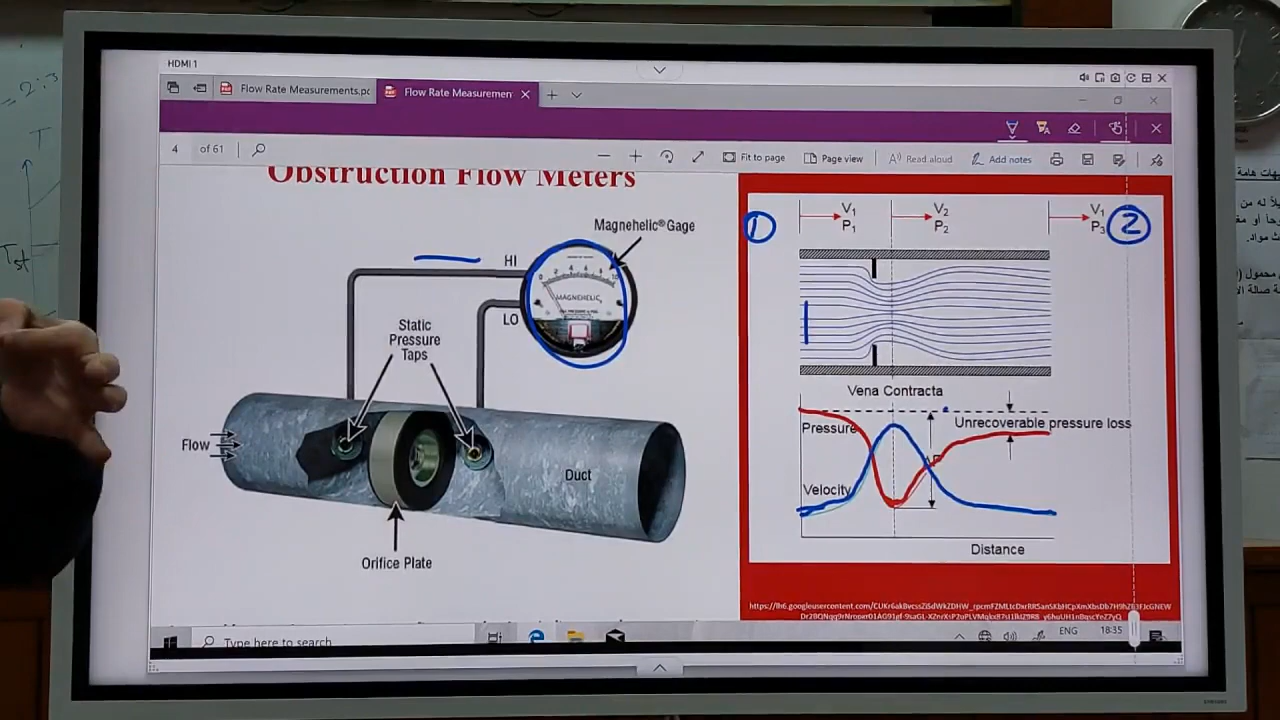 HDMI 1
Flow Rate Measurements.pc
Flow Rate Measuremen
4 of 61
Fit to page
Page view
Read aloud
Add notes
Obstruction Flow Meters
Magnehelic® Gage
HI
LO
MAGNEHELIC
Static
Pressure
Taps
Flow
Duct
Orifice Plate
1
V1
P1
V2
P2
V1
P3
2
Vena Contracta
Pressure
Unrecoverable pressure loss
Velocity
Distance
Type here to search
ENG
18:35